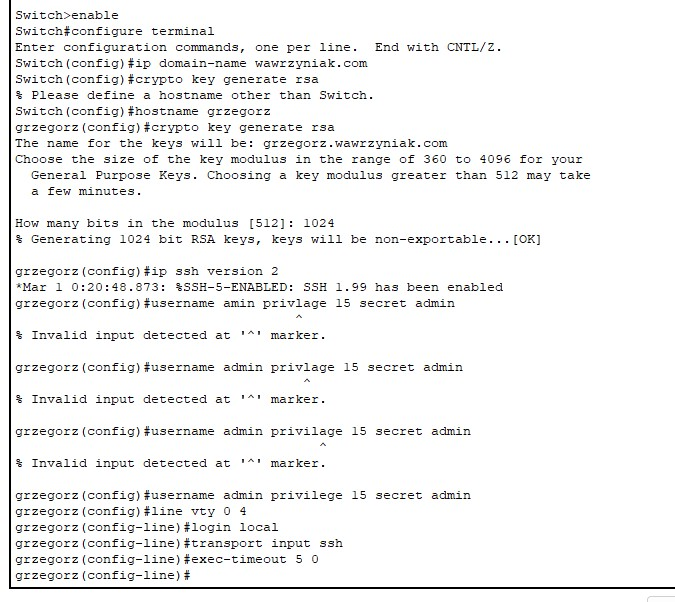 Switch>enable
Switch#configure terminal
Enter configuration commands, one per line.  End with CNTL/Z.
Switch(config)#ip domain-name wawrzyniak.com
Switch(config)#crypto key generate rsa
% Please define a hostname other than Switch.
Switch(config)#hostname grzegorz
grzegorz(config)#crypto key generate rsa
The name for the keys will be: grzegorz.wawrzyniak.com
Choose the size of the key modulus in the range of 360 to 4096 for your
  General Purpose Keys. Choosing a key modulus greater than 512 may take
  a few minutes.

How many bits in the modulus [512]: 1024
% Generating 1024 bit RSA keys, keys will be non-exportable...[OK]

grzegorz(config)#ip ssh version 2
*Mar 1 0:20:48.873: %SSH-5-ENABLED: SSH 1.99 has been enabled
grzegorz(config)#username amin privlage 15 secret admin
                                   ^
% Invalid input detected at '^' marker.

grzegorz(config)#username admin privlage 15 secret admin
                                    ^
% Invalid input detected at '^' marker.

grzegorz(config)#username admin privilage 15 secret admin
                                      ^
% Invalid input detected at '^' marker.

grzegorz(config)#username admin privilege 15 secret admin
grzegorz(config)#line vty 0 4
grzegorz(config-line)#login local
grzegorz(config-line)#transport input ssh
grzegorz(config-line)#exec-timeout 5 0
grzegorz(config-line)#